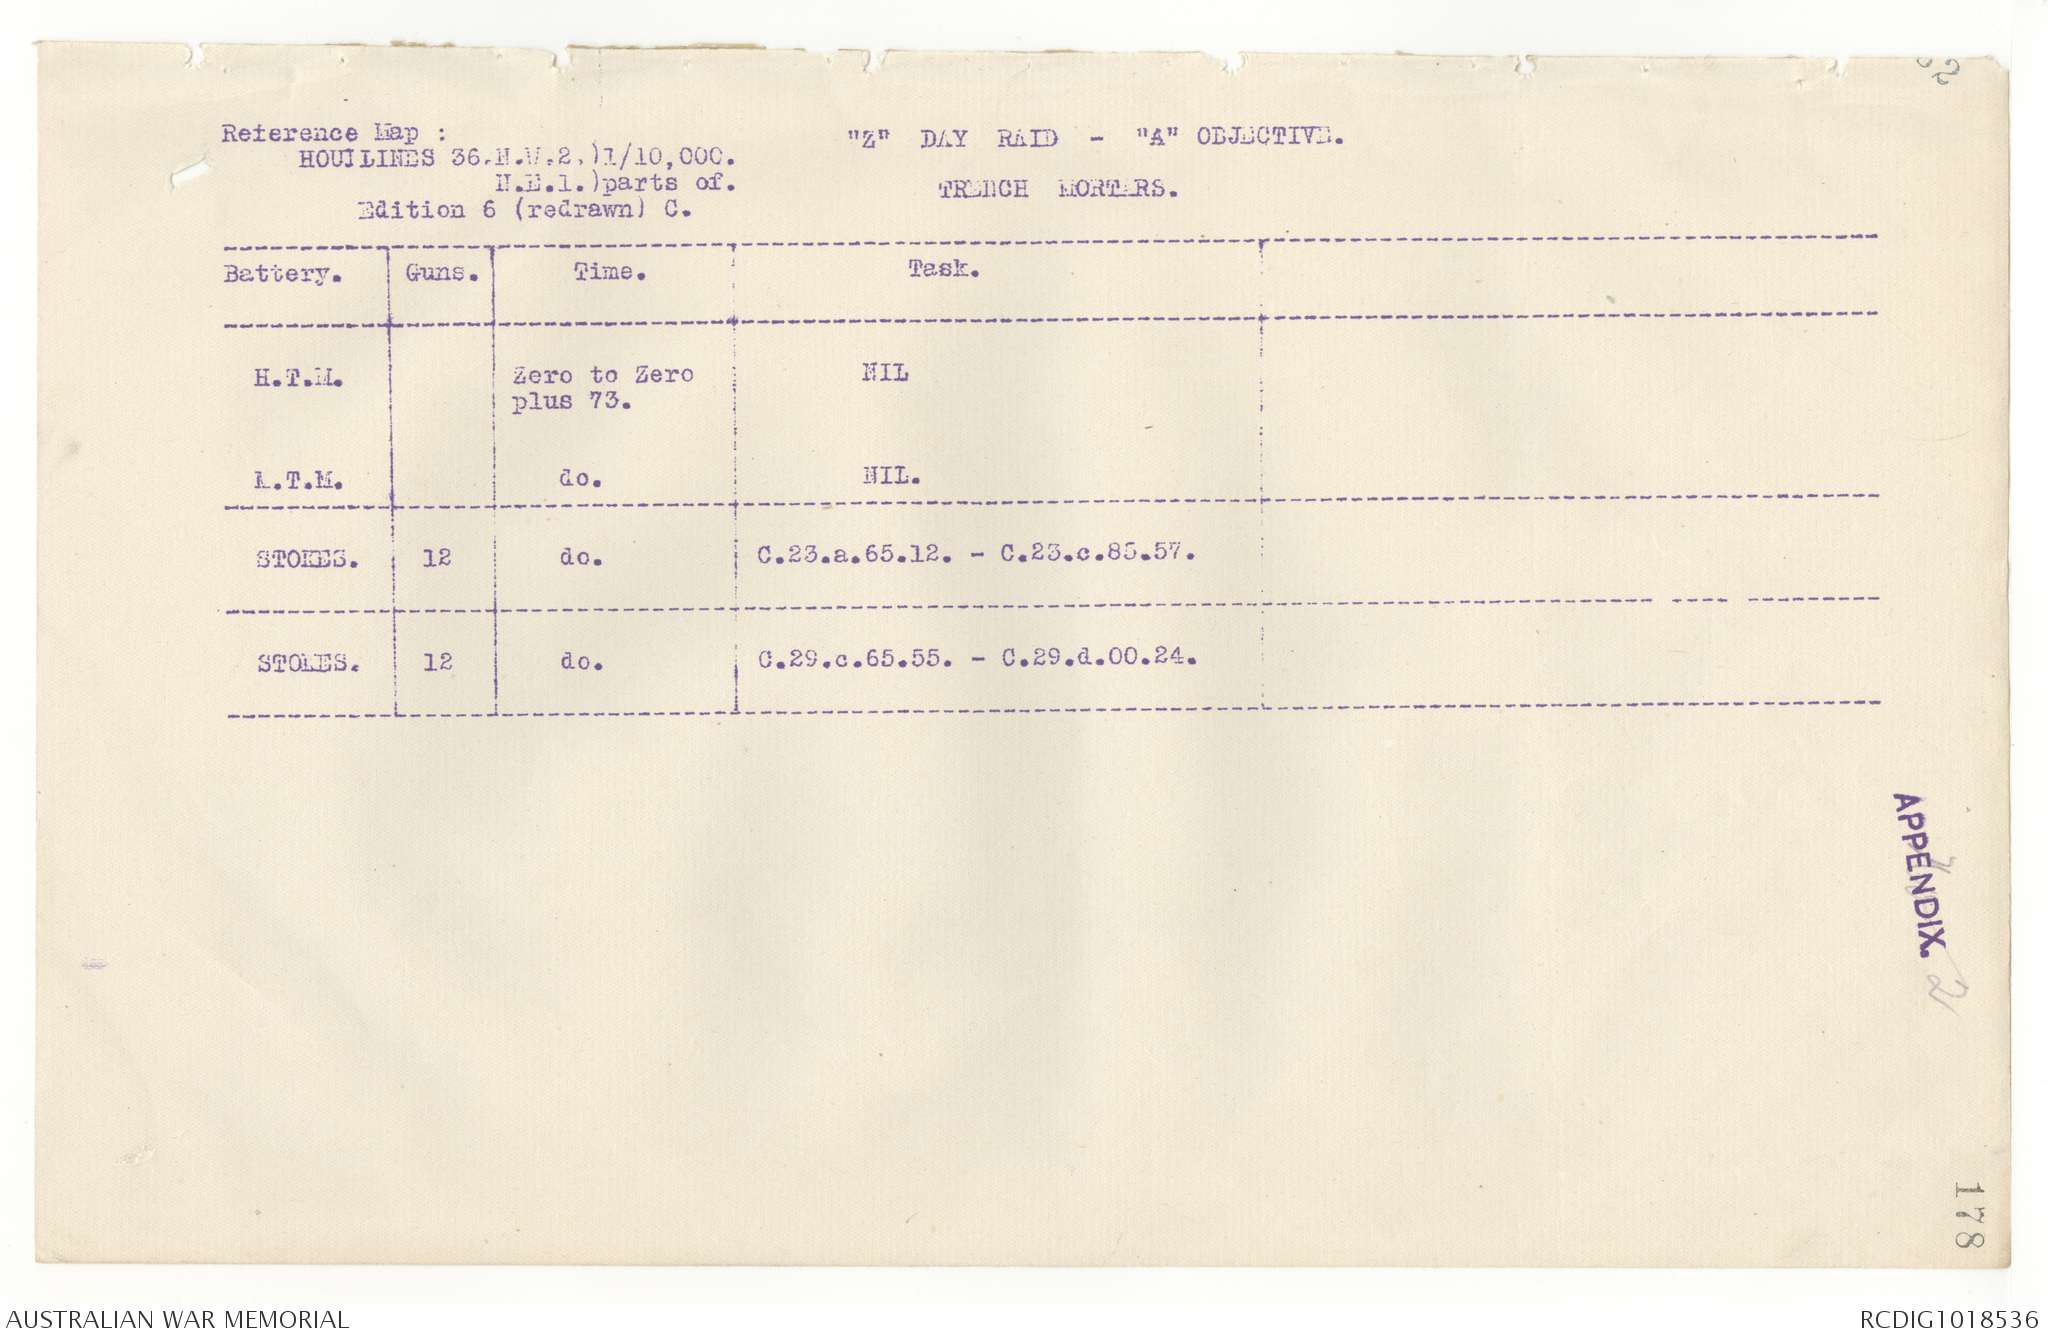 Reference Map :
HOUTLINES 36.N.W.2.)1/10,000.
N.E.1.)parts of.
Edition 6 (redrawn) C.
"Z" DAY RAID - "A" OBJECTIVE.
TRENCH MORTARS.
Battery. Guns. Time. Task.
H.T.M. Zero to Zero NIL
plus 73.
.T.M. do. NIL.
STOKES. 12 do. C.23.a.65.12. - C.23.c.85.57.
STOKES. 12 do. C.29.c.65.55. - C.29.d.00.24.
APPENDIX.
2
178
AUSTRALIAN WAR MEMORIAL
RCDIG1018536